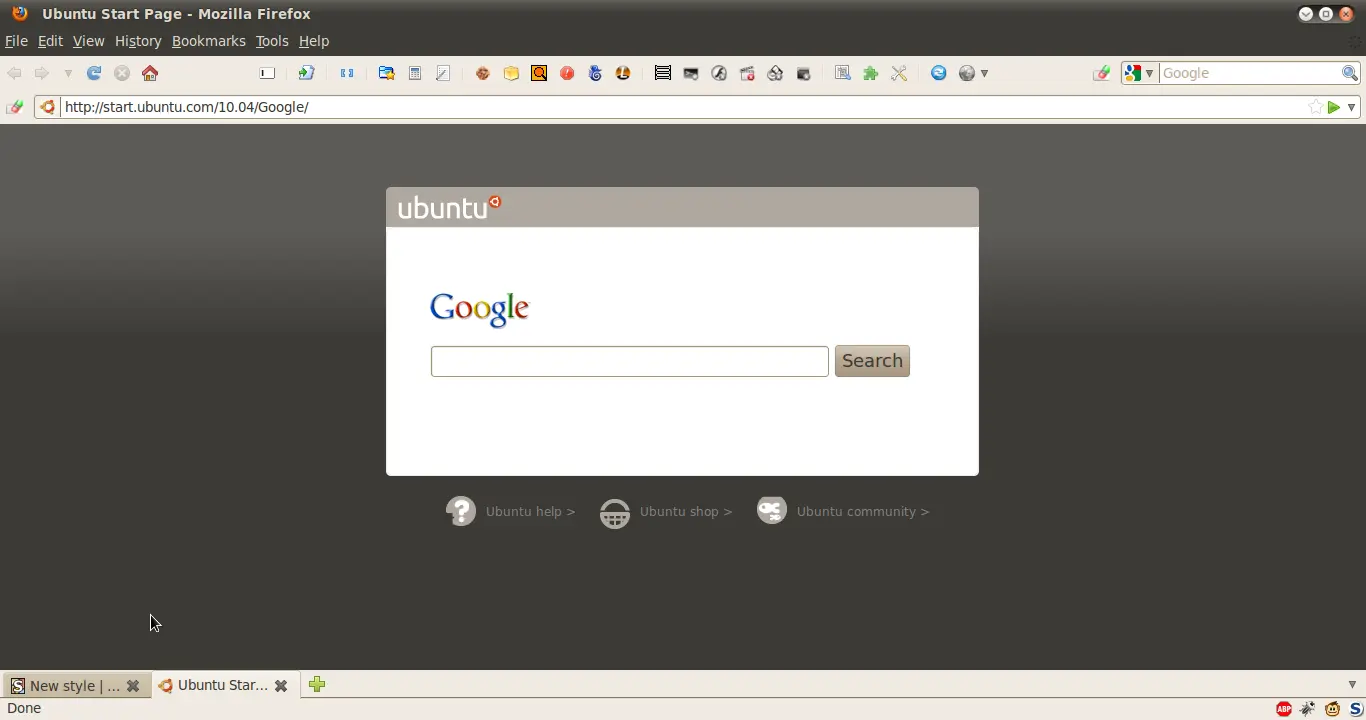 Ubuntu Start Page - Mozilla Firefox
File Edit View History Bookmarks Tools Help
Google
http://start.ubuntu.com/10.04/Google/
ubuntu
Google
Search
Ubuntu help > Ubuntu shop > Ubuntu community >
S New style | ... Ubuntu Star...
Done ABP S